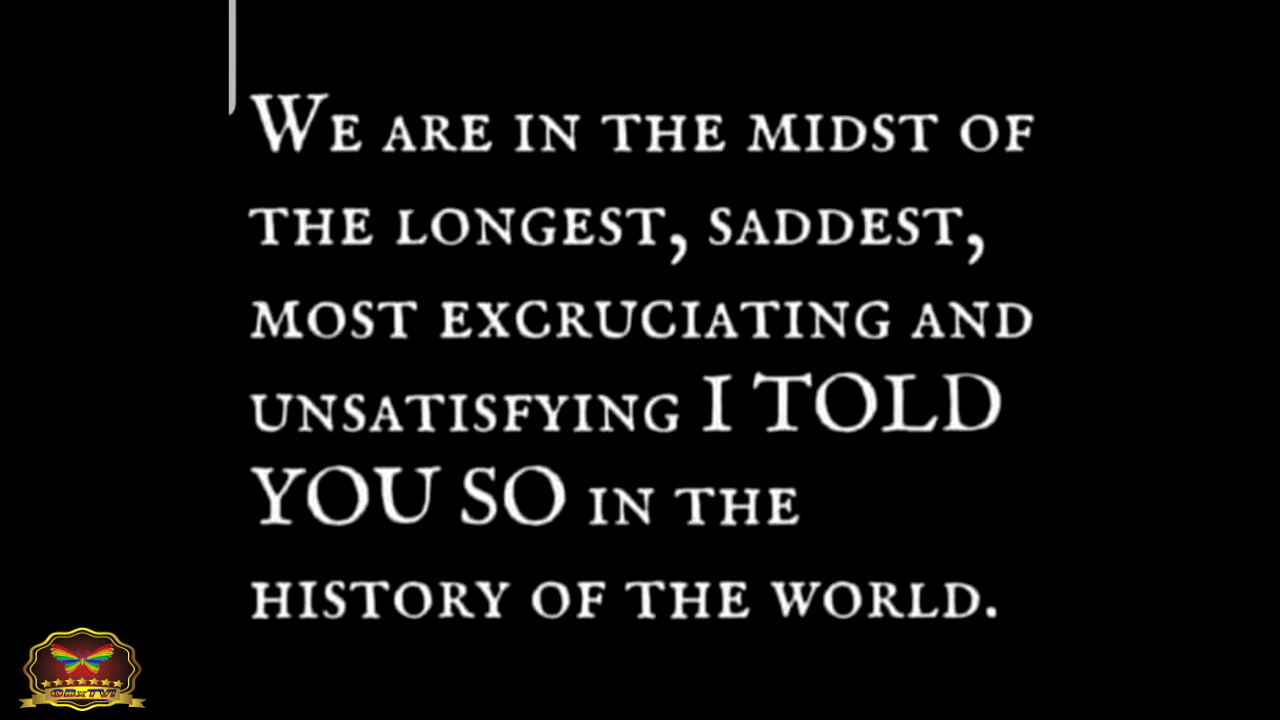 We are in the midst of
the longest, saddest,
most excruciating and
unsatisfying I TOLD
YOU SO in the
history of the world.
GBxTV!